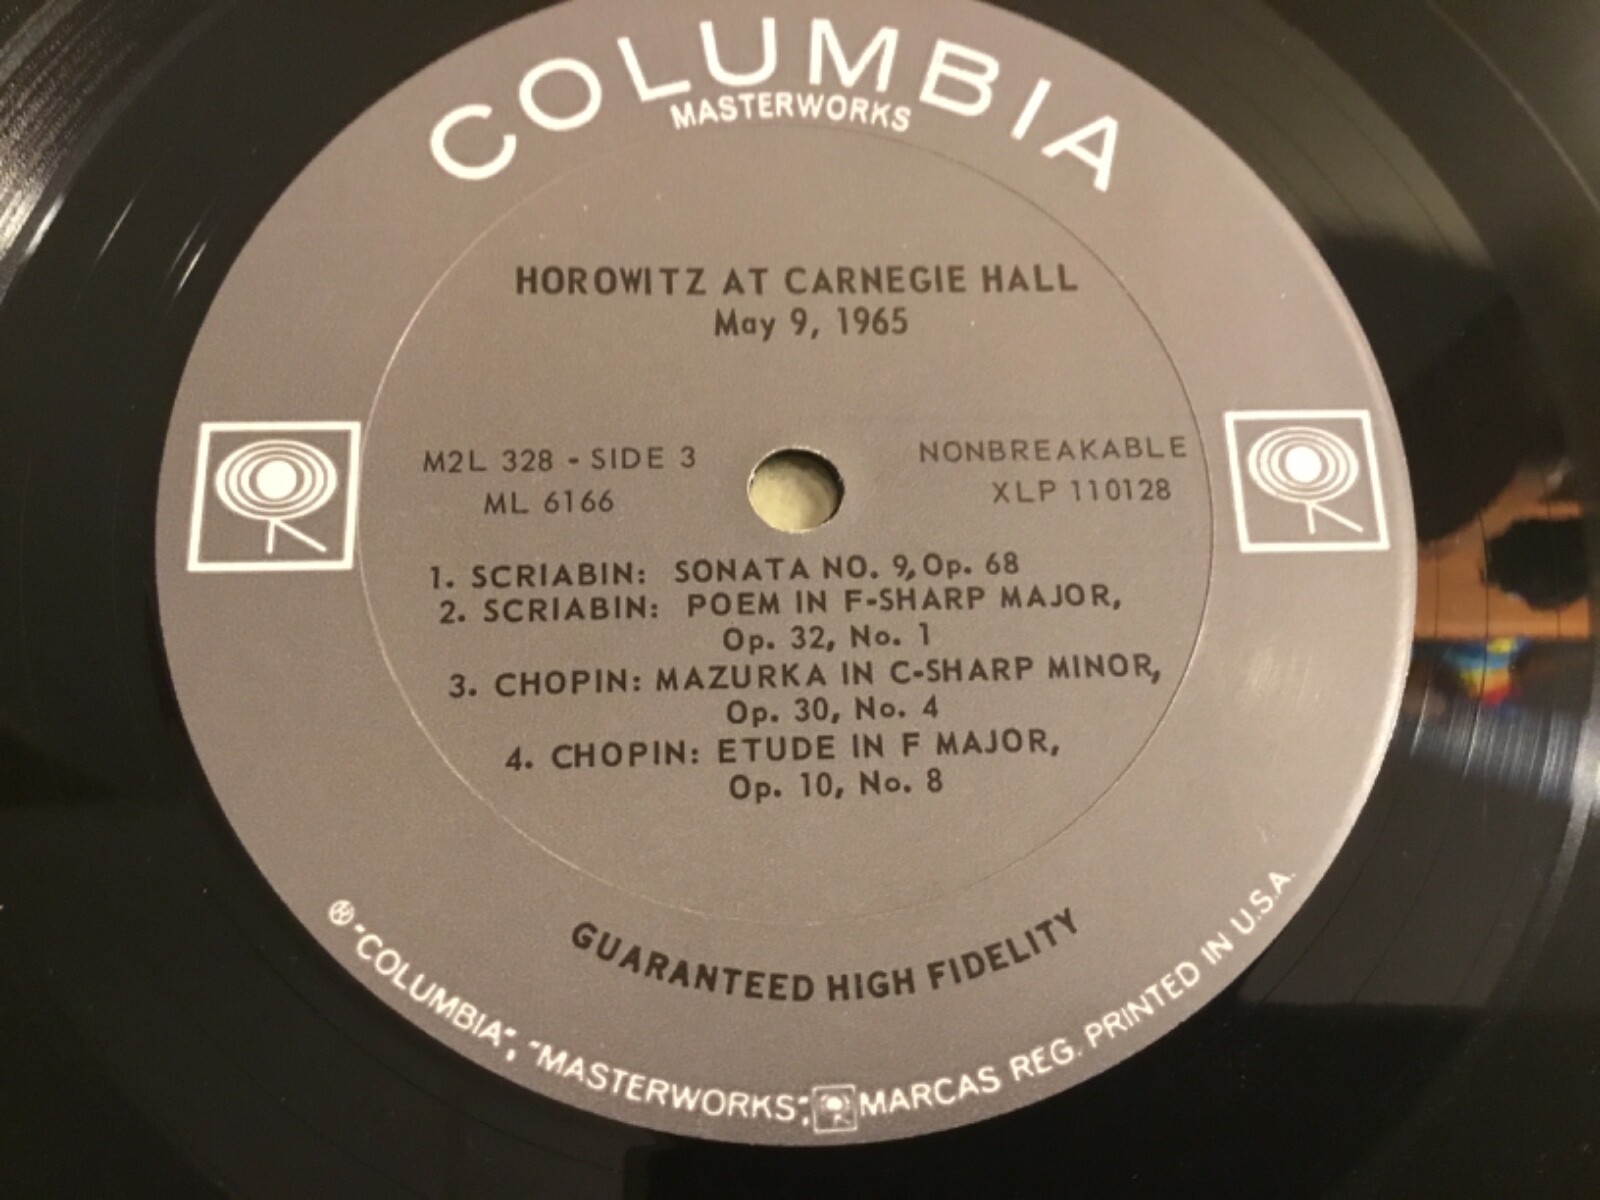 COLUMBIA
MASTERWORKS
HOROWITZ AT CARNEGIE HALL
May 9, 1965
M2L 328 - SIDE 3
ML 6166
NONBREAKABLE
XLP 110128
1. SCRIABIN: SONATA NO. 9, Op. 68
2. SCRIABIN: POEM IN F-SHARP MAJOR,
Op. 32, No. 1
3. CHOPIN: MAZURKA IN C-SHARP MINOR,
Op. 30, No. 4
4. CHOPIN: ETUDE IN F MAJOR,
Op. 10, No. 8
GUARANTEED HIGH FIDELITY
"COLUMBIA", "MASTERWORKS", MARCAS REG. PRINTED IN U.S.A.